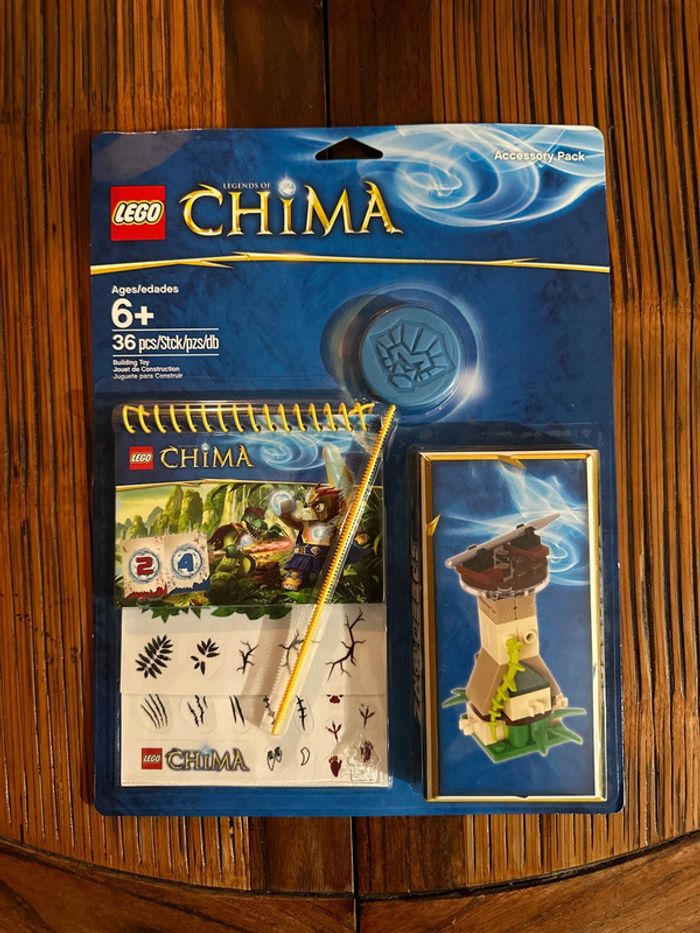 Accessory Pack
LEGO
LEGENDS OF
CHIMA
Ages/edades
6+
36 pcs/Stck/pzs/db
Building Toy
Jouet de Construction
Juguete para Construir
LEGO CHIMA
2 4
LEGO CHIMA